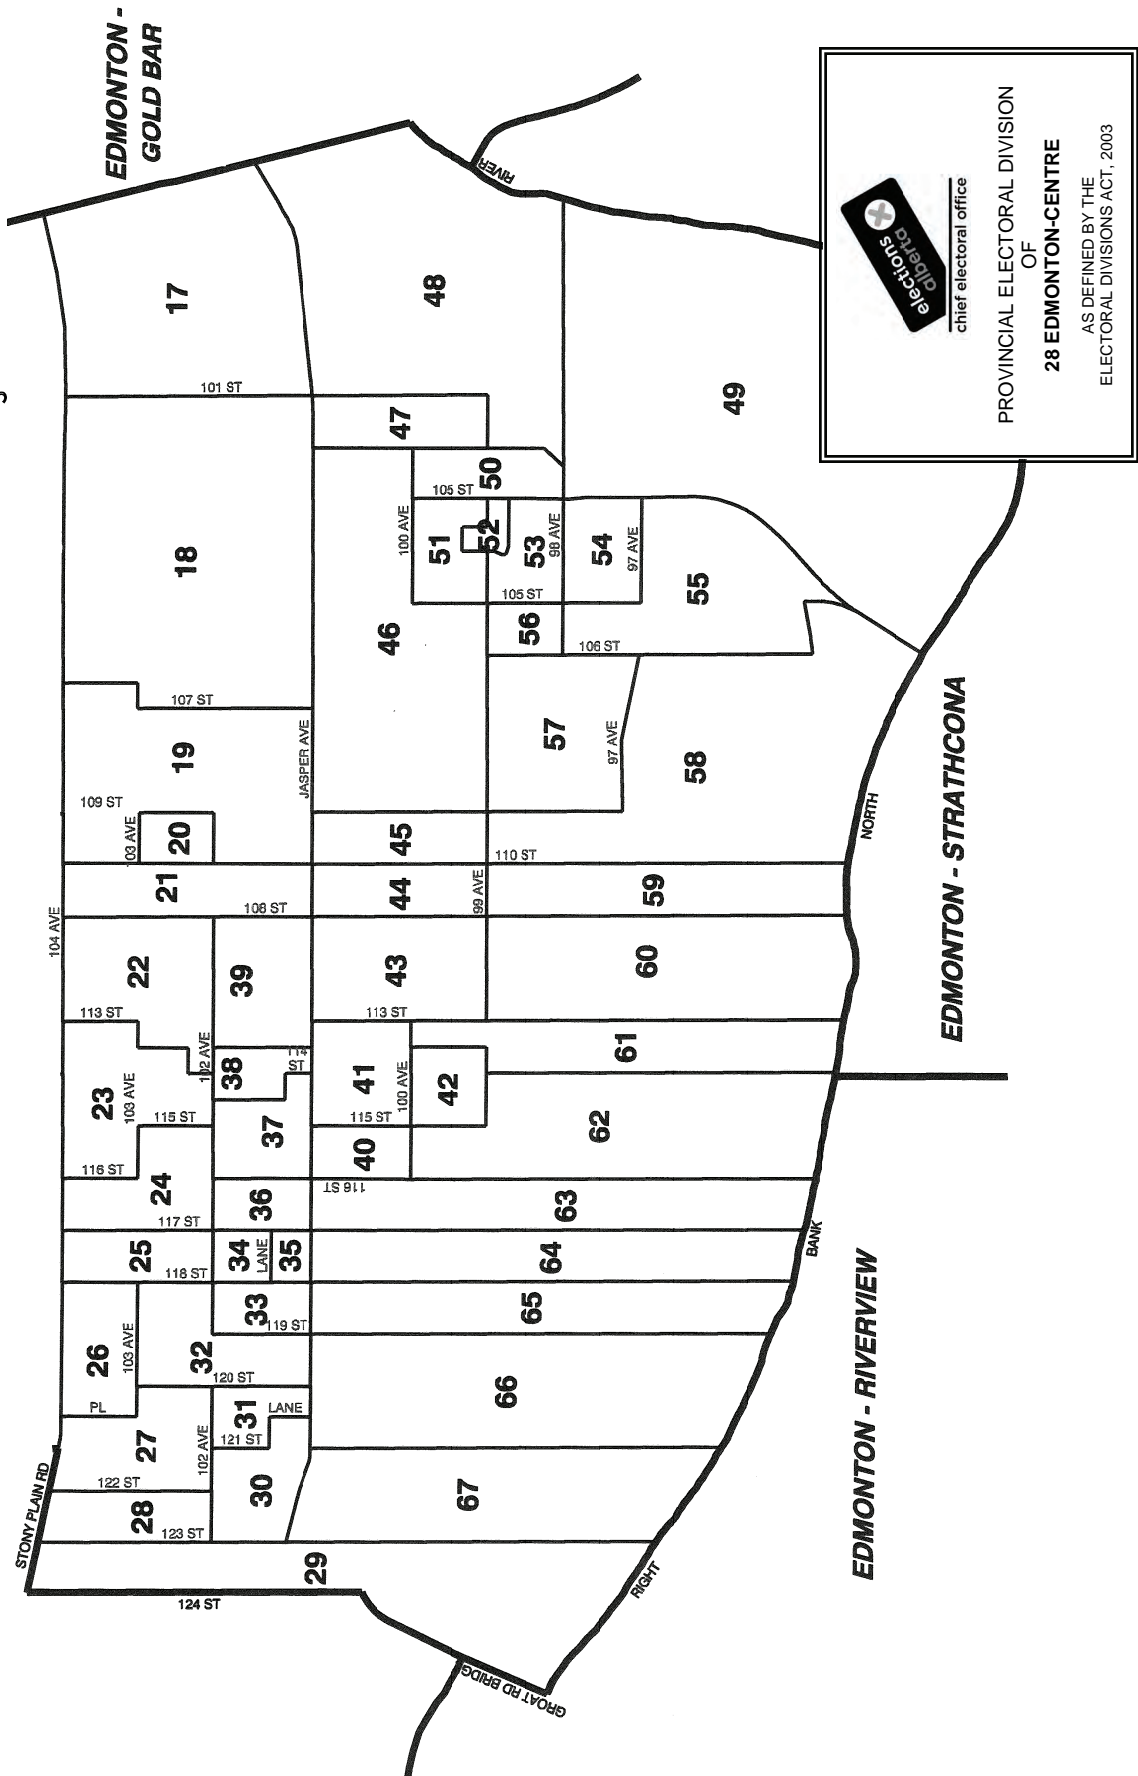 EDMONTON -
GOLD BAR
RIVER
17
101 ST
48
47
49
50
105 ST
100 AVE
51
52
53
98 AVE
54
97 AVE
105 ST
55
56
106 ST
18
46
107 ST
19
JASPER AVE
109 ST
103 AVE
20
45
57
97 AVE
58
110 ST
NORTH
EDMONTON - STRATHCONA
21
108 ST
44
99 AVE
59
104 AVE
22
39
43
60
113 ST
113 ST
102 AVE
114
ST
38
23
103 AVE
41
100 AVE
42
61
115 ST
37
115 ST
40
62
116 ST
24
117 ST
36
116 ST
63
25
118 ST
34
LANE
35
64
BANK
33
119 ST
65
26
103 AVE
32
120 ST
66
PL
27
102 AVE
31
121 ST
LANE
122 ST
28
123 ST
30
67
STONY PLAIN RD
29
124 ST
RIGHT
GROAT RD BRIDG
EDMONTON - RIVERVIEW
elections
alberta
chief electoral office
PROVINCIAL ELECTORAL DIVISION
OF
28 EDMONTON-CENTRE
AS DEFINED BY THE
ELECTORAL DIVISIONS ACT, 2003